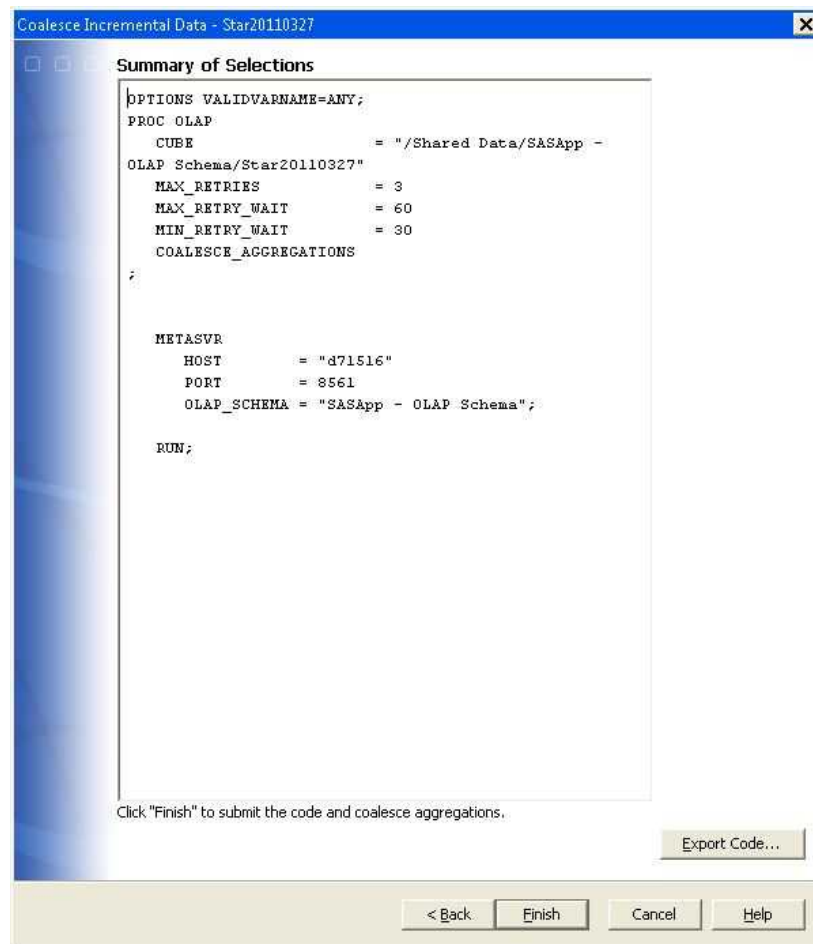 Coalesce Incremental Data - Star20110327
Summary of Selections
OPTIONS VALIDVARNAME=ANY;
PROC OLAP
CUBE = "/Shared Data/SASApp -
OLAP Schema/Star20110327"
MAX_RETRIES = 3
MAX_RETRY_WAIT = 60
MIN_RETRY_WAIT = 30
COALESCE_AGGREGATIONS
;
METASVR
HOST = "d71516"
PORT = 8561
OLAP_SCHEMA = "SASApp - OLAP Schema";
RUN;
Click "Finish" to submit the code and coalesce aggregations.
Export Code...
< Back Finish Cancel Help